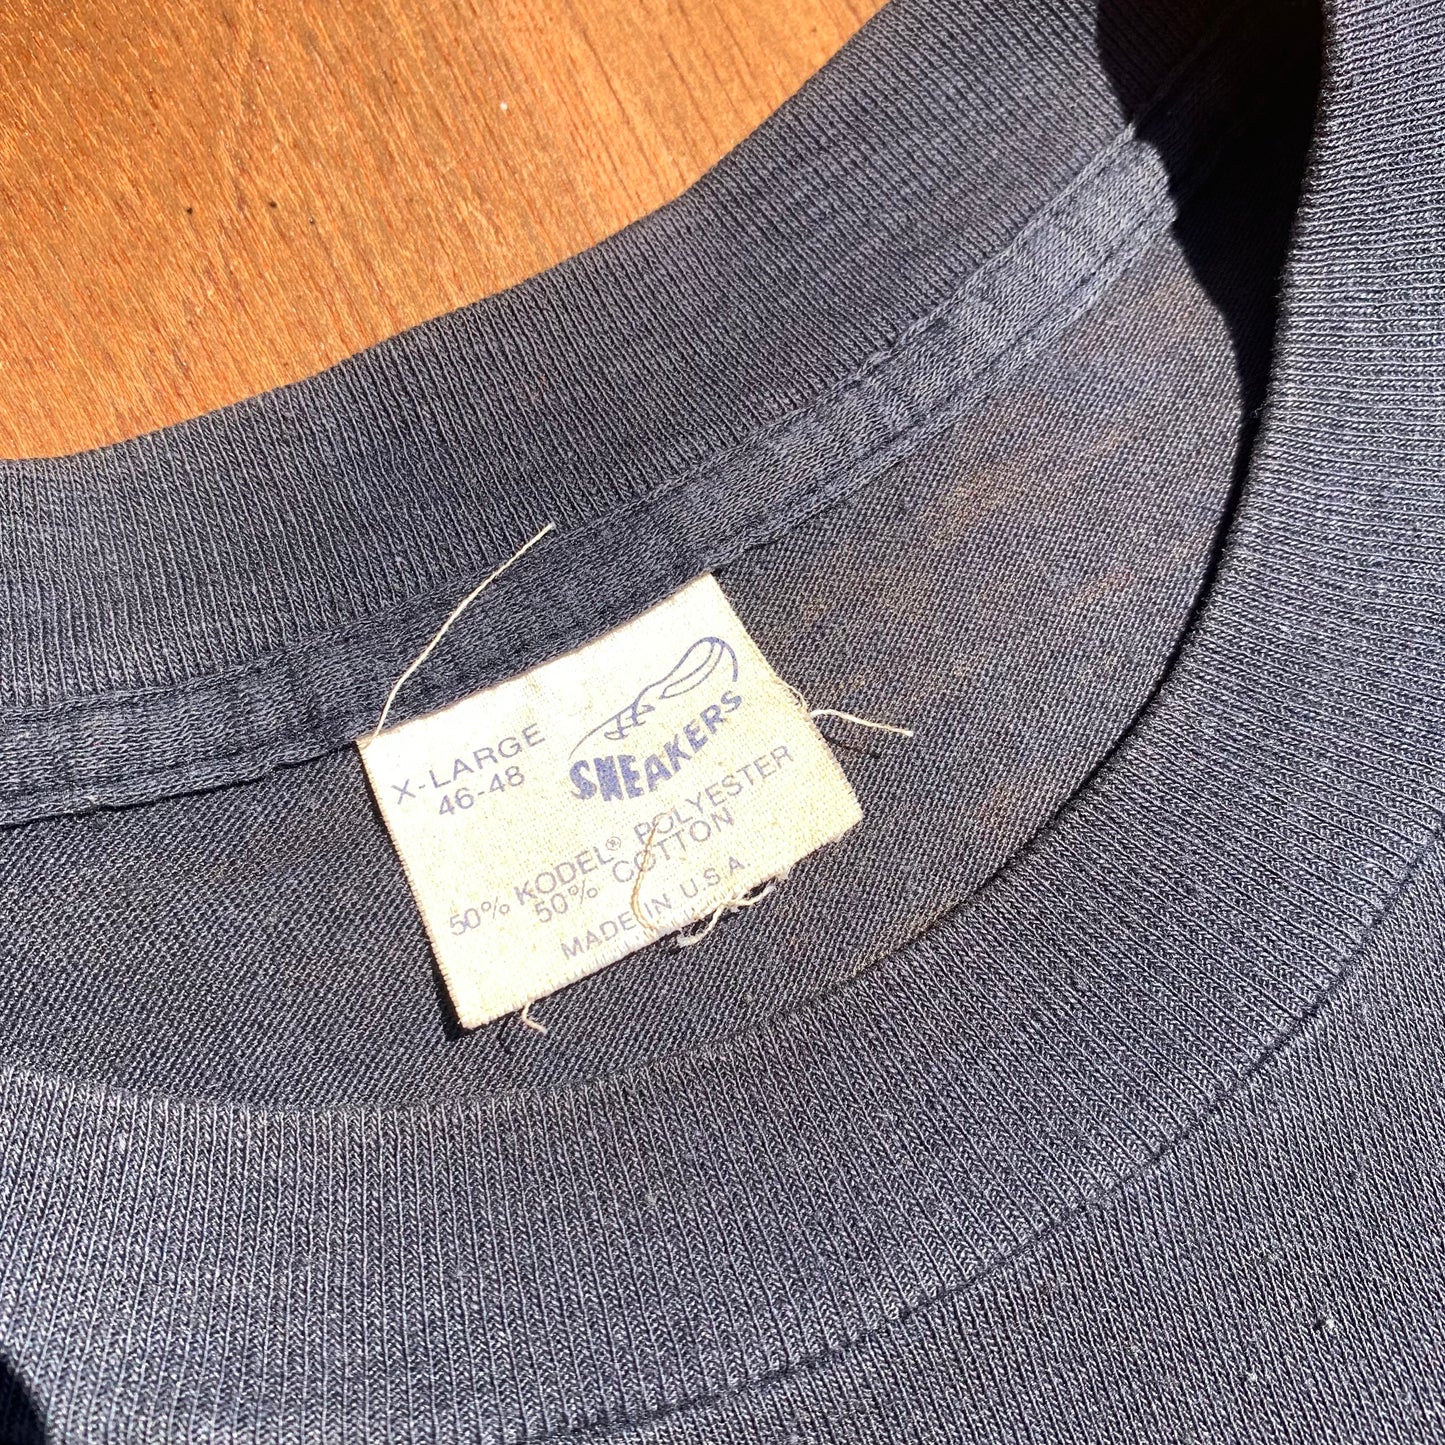 SNEAKERS
X-LARGE
46-48
50% KODEL® POLYESTER
50% COTTON
MADE IN U.S.A.